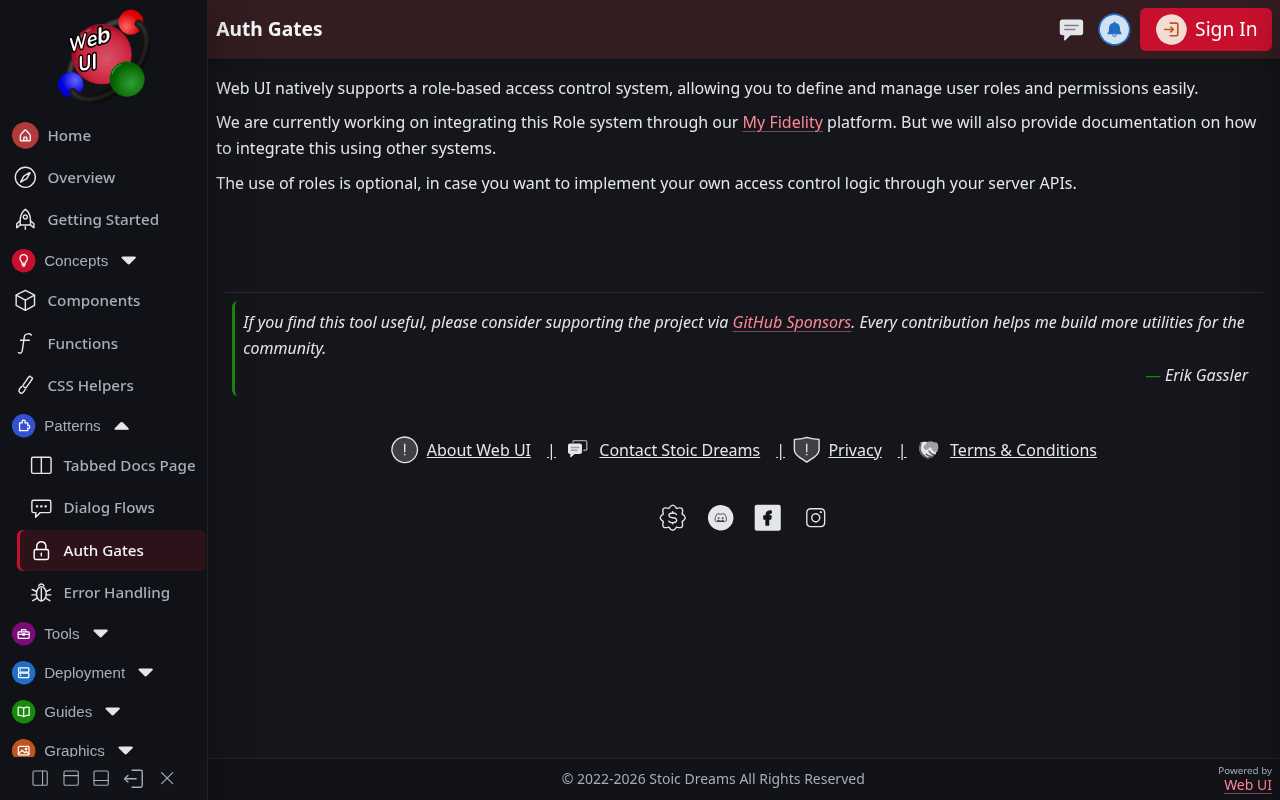 Web
UI
Auth Gates
Sign In
Home
Overview
Getting Started
Concepts
Components
Functions
CSS Helpers
Patterns
Tabbed Docs Page
Dialog Flows
Auth Gates
Error Handling
Tools
Deployment
Guides
Graphics
Web UI natively supports a role-based access control system, allowing you to define and manage user roles and permissions easily.
We are currently working on integrating this Role system through our My Fidelity platform. But we will also provide documentation on how
to integrate this using other systems.
The use of roles is optional, in case you want to implement your own access control logic through your server APIs.
If you find this tool useful, please consider supporting the project via GitHub Sponsors. Every contribution helps me build more utilities for the
community.
— Erik Gassler
About Web UI | Contact Stoic Dreams | Privacy | Terms & Conditions
© 2022-2026 Stoic Dreams All Rights Reserved
Powered by
Web UI